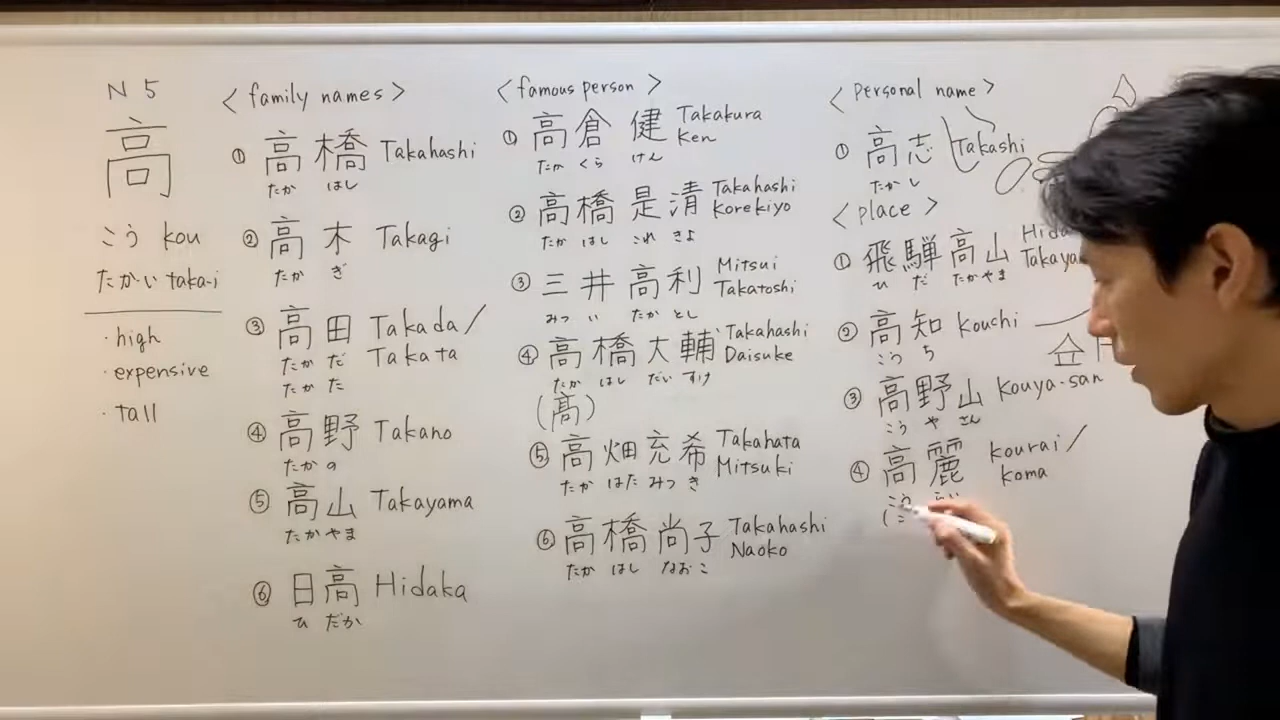 N5
高
こう kou
たかい taka-i
・high
・expensive
・tall
<family names>
① 高橋 Takahashi
たか はし
② 高木 Takagi
たか ぎ
③ 高田 Takada/
たか だ Takata
たか た
④ 高野 Takano
たか の
⑤ 高山 Takayama
たか やま
⑥ 日高 Hidaka
ひ だか
<famous person>
① 高倉 健 Takakura
Ken
たか くら けん
② 高橋 是清 Takahashi
Korekiyo
たか はし これ きよ
③ 三井 高利 Mitsui
Takatoshi
みつ い たか とし
④ 高橋 大輔 Takahashi
Daisuke
たか はし だい すけ
(髙)
⑤ 高畑 充希 Takahata
Mitsuki
たか はた みつ き
⑥ 高橋 尚子 Takahashi
Naoko
たか はし なおこ
<Personal name>
① 高志 Takashi
たか し
<place>
① 飛騨高山 Hida
Takaya
ひ だ たかやま
② 高知 kouchi
こう ち
③ 高野山 Kouya-san
こう や さん
④ 高麗 kourai/
koma
こう らい
(こ